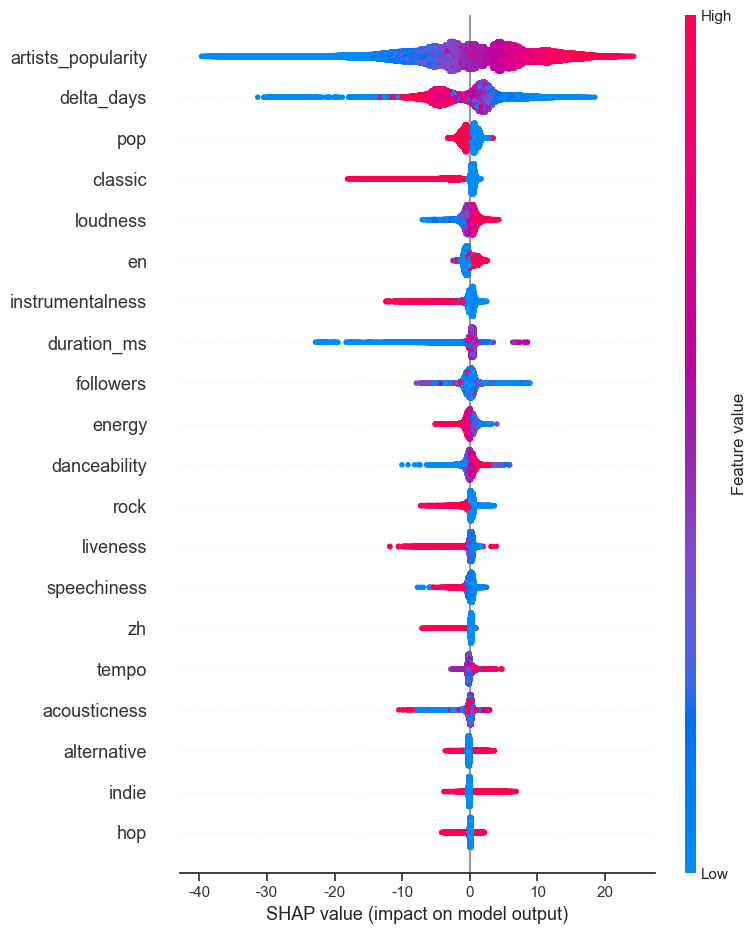 High
artists_popularity
delta_days
pop
classic
loudness
en
instrumentalness
duration_ms
followers
energy
danceability
rock
liveness
speechiness
zh
tempo
acousticness
alternative
indie
hop
Feature value
Low
-40 -30 -20 -10 0 10 20
SHAP value (impact on model output)